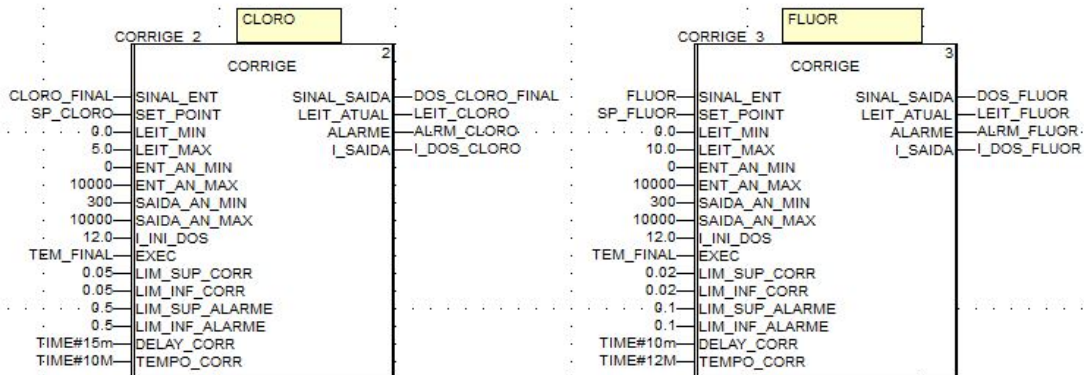 CLORO
CORRIGE_2
2
CORRIGE
CLORO_FINAL SINAL_ENT SINAL_SAIDA DOS_CLORO_FINAL
SP_CLORO SET_POINT LEIT_ATUAL LEIT_CLORO
0.0 LEIT_MIN ALARME ALRM_CLORO
5.0 LEIT_MAX I_SAIDA I_DOS_CLORO
0 ENT_AN_MIN
10000 ENT_AN_MAX
300 SAIDA_AN_MIN
10000 SAIDA_AN_MAX
12.0 I_INI_DOS
TEM_FINAL EXEC
0.05 LIM_SUP_CORR
0.05 LIM_INF_CORR
0.5 LIM_SUP_ALARME
0.5 LIM_INF_ALARME
TIME#15m DELAY_CORR
TIME#10M TEMPO_CORR
FLUOR
CORRIGE_3
3
CORRIGE
FLUOR SINAL_ENT SINAL_SAIDA DOS_FLUOR
SP_FLUOR SET_POINT LEIT_ATUAL LEIT_FLUOR
0.0 LEIT_MIN ALARME ALRM_FLUOR
10.0 LEIT_MAX I_SAIDA I_DOS_FLUOR
0 ENT_AN_MIN
10000 ENT_AN_MAX
300 SAIDA_AN_MIN
10000 SAIDA_AN_MAX
12.0 I_INI_DOS
TEM_FINAL EXEC
0.02 LIM_SUP_CORR
0.02 LIM_INF_CORR
0.1 LIM_SUP_ALARME
0.1 LIM_INF_ALARME
TIME#10m DELAY_CORR
TIME#12M TEMPO_CORR